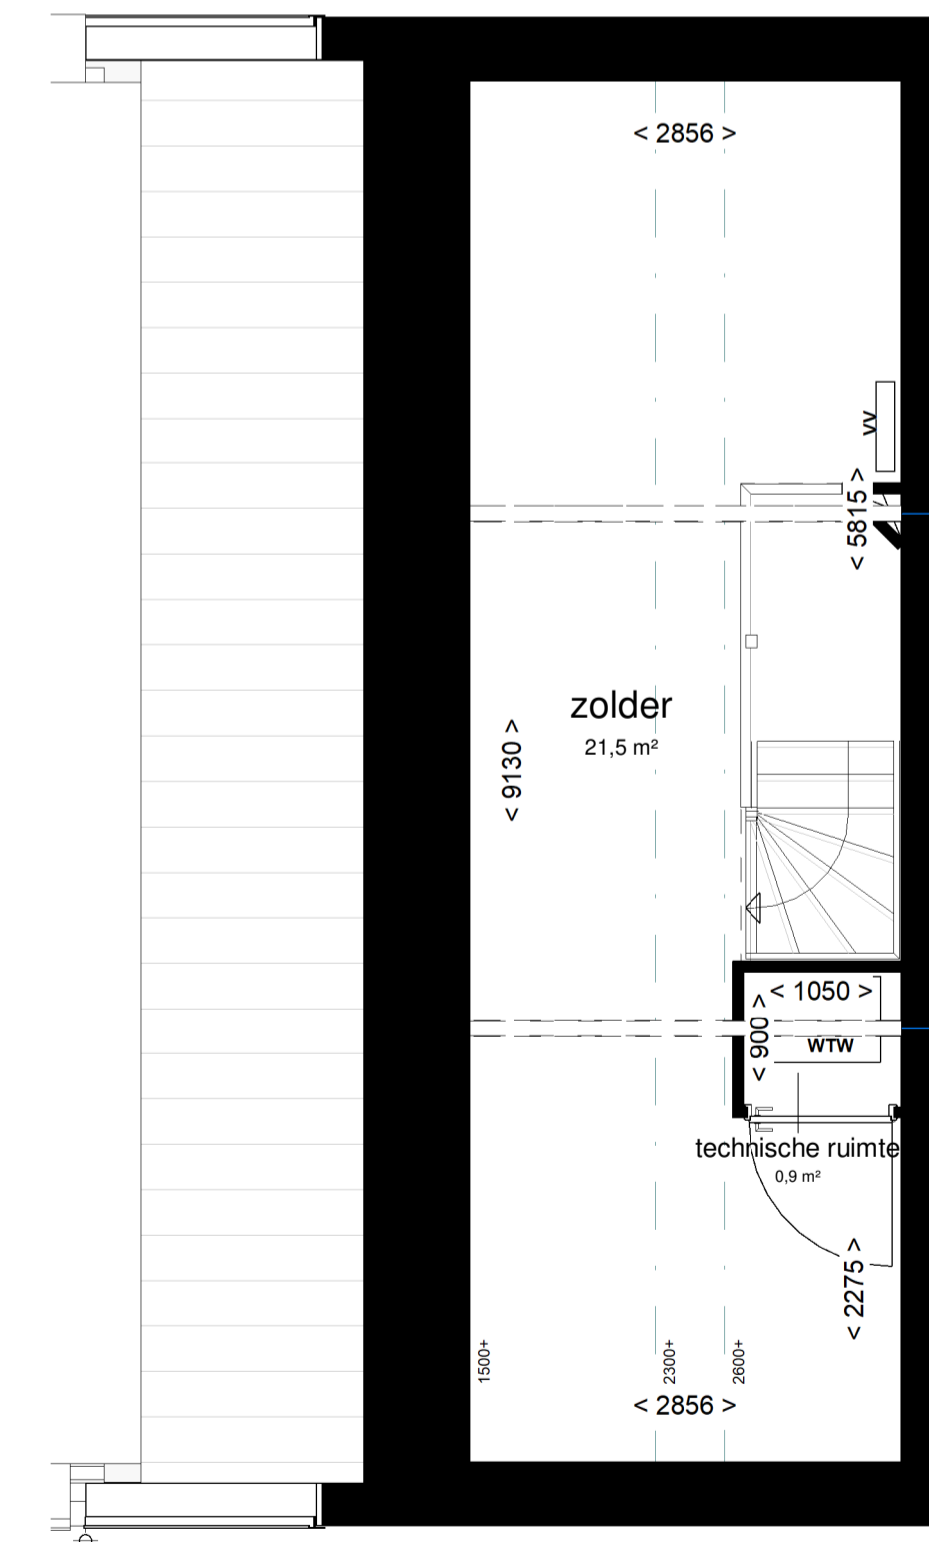 < 2856 >
VV
< 5815 >
zolder
21,5 m²
< 9130 >
< 1050 >
< 900 >
WTW
technische ruimte
0,9 m²
< 2275 >
1500+
2300+
2600+
< 2856 >